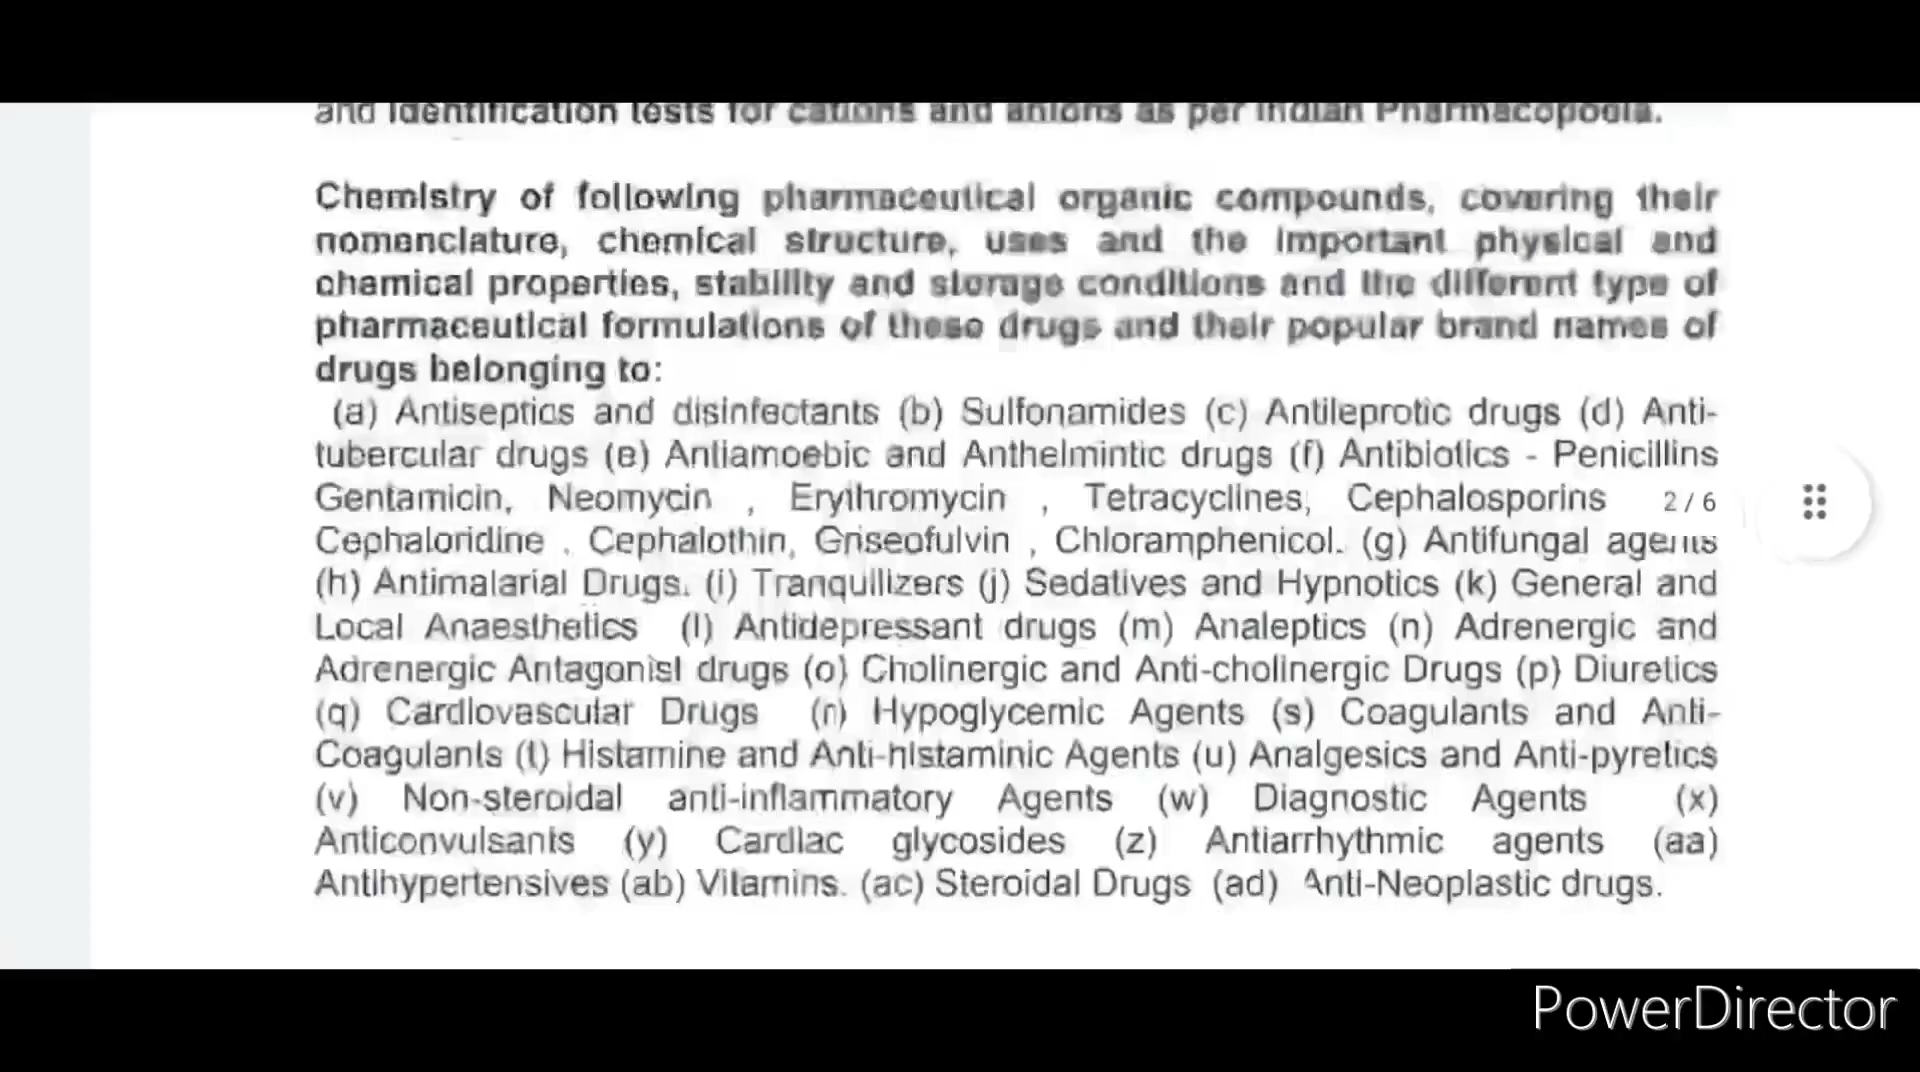 and identification tests for cations and anions as per Indian Pharmacopoeia.
Chemistry of following pharmaceutical organic compounds, covering their
nomenclature, chemical structure, uses and the important physical and
chemical properties, stability and storage conditions and the different type of
pharmaceutical formulations of these drugs and their popular brand names of
drugs belonging to:
(a) Antiseptics and disinfectants (b) Sulfonamides (c) Antileprotic drugs (d) Anti-
tubercular drugs (e) Antiamoebic and Anthelmintic drugs (f) Antibiotics - Penicillins
Gentamicin, Neomycin , Erythromycin , Tetracyclines, Cephalosporins
2 / 6
Cephaloridine , Cephalothin, Griseofulvin , Chloramphenicol. (g) Antifungal agents
(h) Antimalarial Drugs. (i) Tranquilizers (j) Sedatives and Hypnotics (k) General and
Local Anaesthetics (l) Antidepressant drugs (m) Analeptics (n) Adrenergic and
Adrenergic Antagonist drugs (o) Cholinergic and Anti-cholinergic Drugs (p) Diuretics
(q) Cardiovascular Drugs (r) Hypoglycemic Agents (s) Coagulants and Anti-
Coagulants (t) Histamine and Anti-histaminic Agents (u) Analgesics and Anti-pyretics
(v) Non-steroidal anti-inflammatory Agents (w) Diagnostic Agents (x)
Anticonvulsants (y) Cardiac glycosides (z) Antiarrhythmic agents (aa)
Antihypertensives (ab) Vitamins. (ac) Steroidal Drugs (ad) Anti-Neoplastic drugs.
PowerDirector